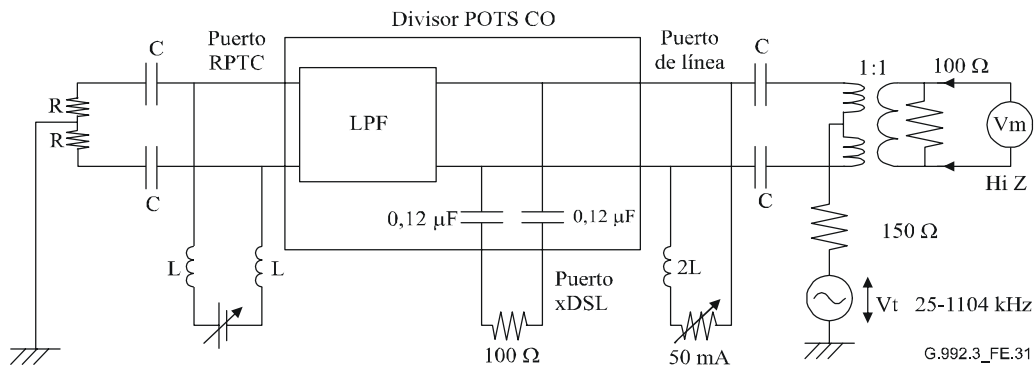 Divisor POTS CO
Puerto
RPTC
Puerto
de línea
C
C
1:1
100 Ω
R
R
LPF
Vm
C
C
Hi Z
0,12 μF
0,12 μF
150 Ω
L
L
2L
Puerto
xDSL
Vt 25-1104 kHz
100 Ω
50 mA
G.992.3_FE.31